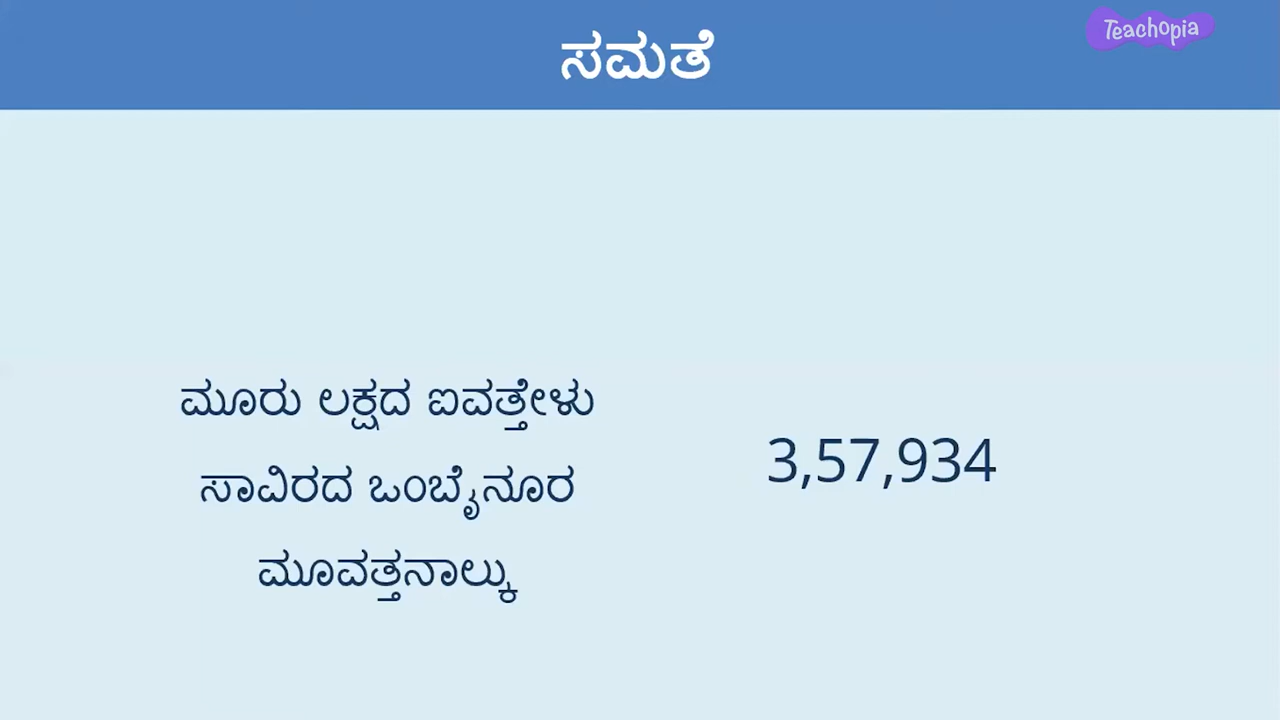 ಸಮತೆ
Teachopia
ಮೂರು ಲಕ್ಷದ ಐವತ್ತೇಳು
ಸಾವಿರದ ಒಂಬೈನೂರ
ಮೂವತ್ತನಾಲ್ಕು
3,57,934